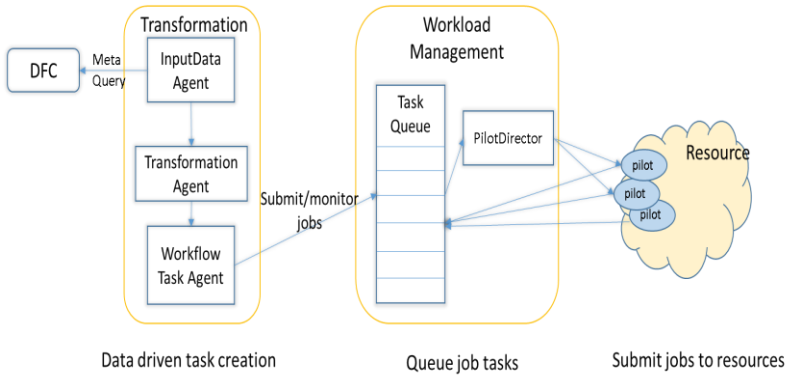 Transformation
InputData
Agent
DFC
Meta
Query
Transformation
Agent
Workflow
Task Agent
Submit/monitor
jobs
Workload
Management
Task
Queue
PilotDirector
Resource
pilot
pilot
pilot
Data driven task creation
Queue job tasks
Submit jobs to resources